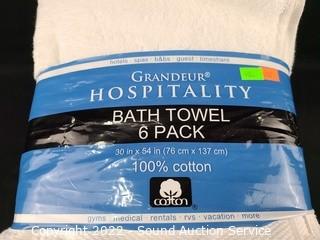 hotels · spas · b&bs · guest · timeshare
GRANDEUR®
HOSPITALITY
BATH TOWEL
6 PACK
30 in x 54 in (76 cm x 137 cm)
100% cotton
cotton
gyms · medical · rentals · rvs · vacation · more
Copyright 2022 - Sound Auction Service